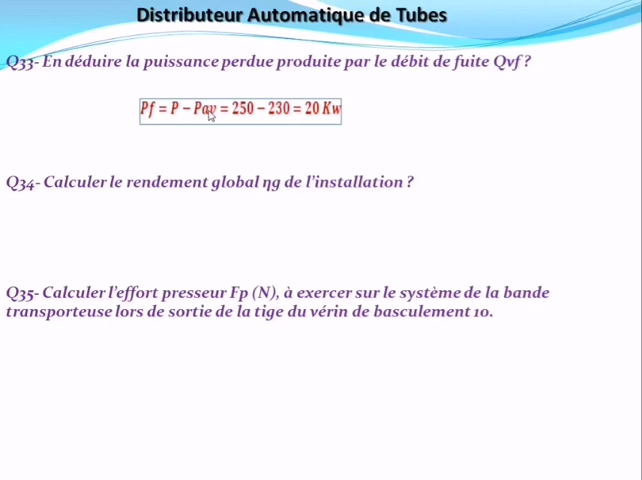 Distributeur Automatique de Tubes
Q33- En déduire la puissance perdue produite par le débit de fuite Qvf ?
Pf = P − Pav = 250 − 230 = 20 Kw
Q34- Calculer le rendement global ηg de l’installation ?
Q35- Calculer l’effort presseur Fp (N), à exercer sur le système de la bande
transporteuse lors de sortie de la tige du vérin de basculement 10.